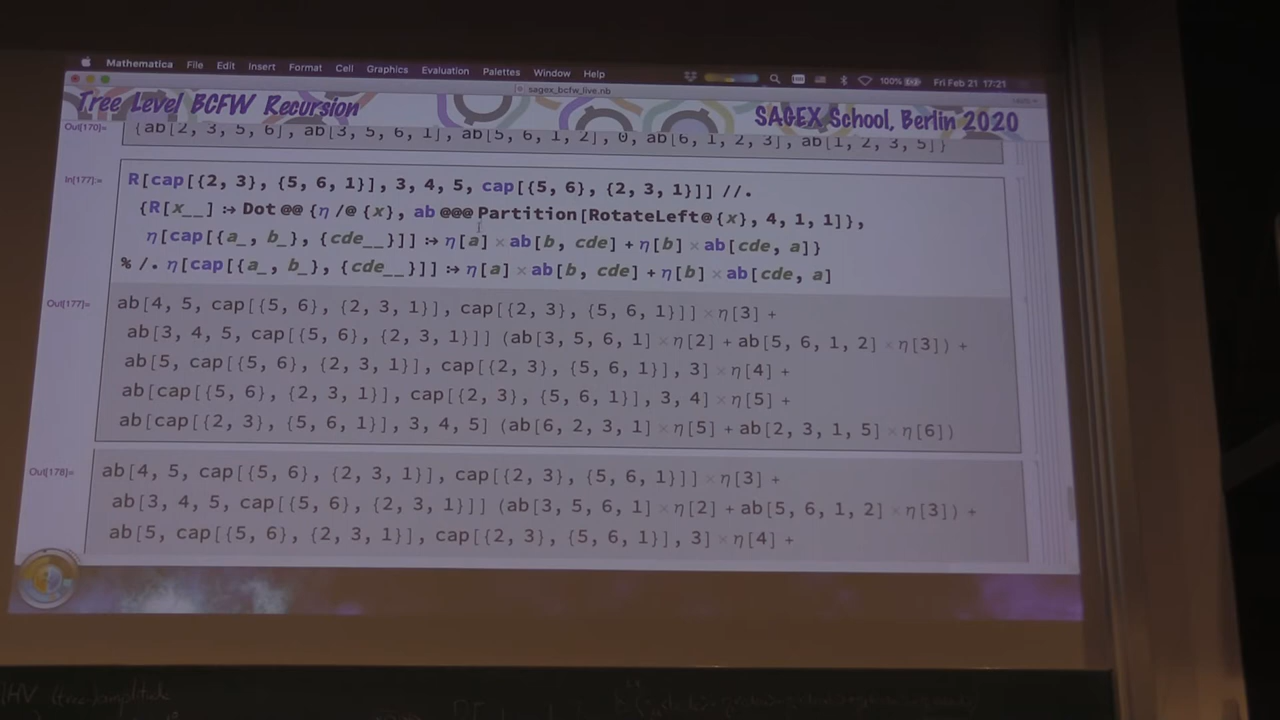 Mathematica File Edit Insert Format Cell Graphics Evaluation Palettes Window Help 100% Fri Feb 21 17:21
sagex_bcfw_live.nb
Tree Level BCFW Recursion SAGEX School, Berlin 2020
Out[170]= {ab[2, 3, 5, 6], ab[3, 5, 6, 1], ab[5, 6, 1, 2], 0, ab[6, 1, 2, 3], ab[1, 2, 3, 5]}
In[177]:= R[cap[{2, 3}, {5, 6, 1}], 3, 4, 5, cap[{5, 6}, {2, 3, 1}]] //.
{R[x__] :→ Dot @@ {η /@ {x}, ab @@@ Partition[RotateLeft@{x}, 4, 1, 1]},
η[cap[{a_, b_}, {cde__}]] :→ η[a] × ab[b, cde] + η[b] × ab[cde, a]}
% /. η[cap[{a_, b_}, {cde__}]] :→ η[a] × ab[b, cde] + η[b] × ab[cde, a]
Out[177]= ab[4, 5, cap[{5, 6}, {2, 3, 1}], cap[{2, 3}, {5, 6, 1}]] × η[3] +
ab[3, 4, 5, cap[{5, 6}, {2, 3, 1}]] (ab[3, 5, 6, 1] × η[2] + ab[5, 6, 1, 2] × η[3]) +
ab[5, cap[{5, 6}, {2, 3, 1}], cap[{2, 3}, {5, 6, 1}], 3] × η[4] +
ab[cap[{5, 6}, {2, 3, 1}], cap[{2, 3}, {5, 6, 1}], 3, 4] × η[5] +
ab[cap[{2, 3}, {5, 6, 1}], 3, 4, 5] (ab[6, 2, 3, 1] × η[5] + ab[2, 3, 1, 5] × η[6])
Out[178]= ab[4, 5, cap[{5, 6}, {2, 3, 1}], cap[{2, 3}, {5, 6, 1}]] × η[3] +
ab[3, 4, 5, cap[{5, 6}, {2, 3, 1}]] (ab[3, 5, 6, 1] × η[2] + ab[5, 6, 1, 2] × η[3]) +
ab[5, cap[{5, 6}, {2, 3, 1}], cap[{2, 3}, {5, 6, 1}], 3] × η[4] +